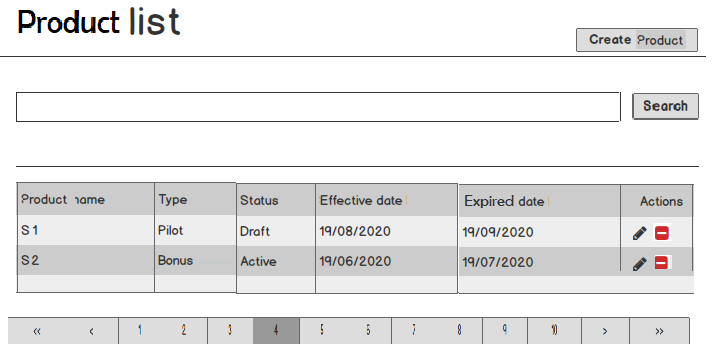 Product list
Create Product
Search
Product name Type Status Effective date Expired date Actions
S1 Pilot Draft 19/08/2020 19/09/2020
S2 Bonus Active 19/06/2020 19/07/2020
« < 1 2 3 4 5 6 7 8 9 10 > »